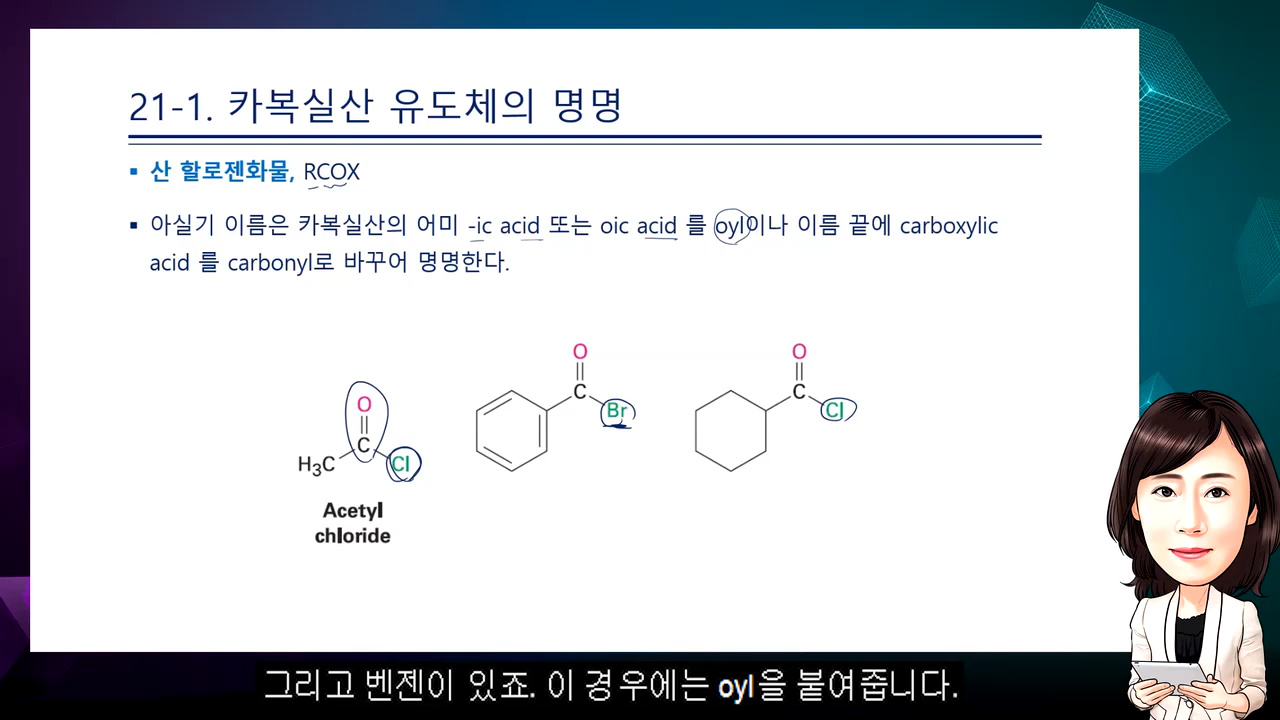 21-1. 카복실산 유도체의 명명
▪ 산 할로젠화물, RCOX
▪ 아실기 이름은 카복실산의 어미 -ic acid 또는 oic acid 를 oyl이나 이름 끝에 carboxylic
acid 를 carbonyl로 바꾸어 명명한다.
O
C
H₃C
Cl
Acetyl
chloride
O
C
Br
O
C
Cl
그리고 벤젠이 있죠. 이 경우에는 oyl을 붙여줍니다.